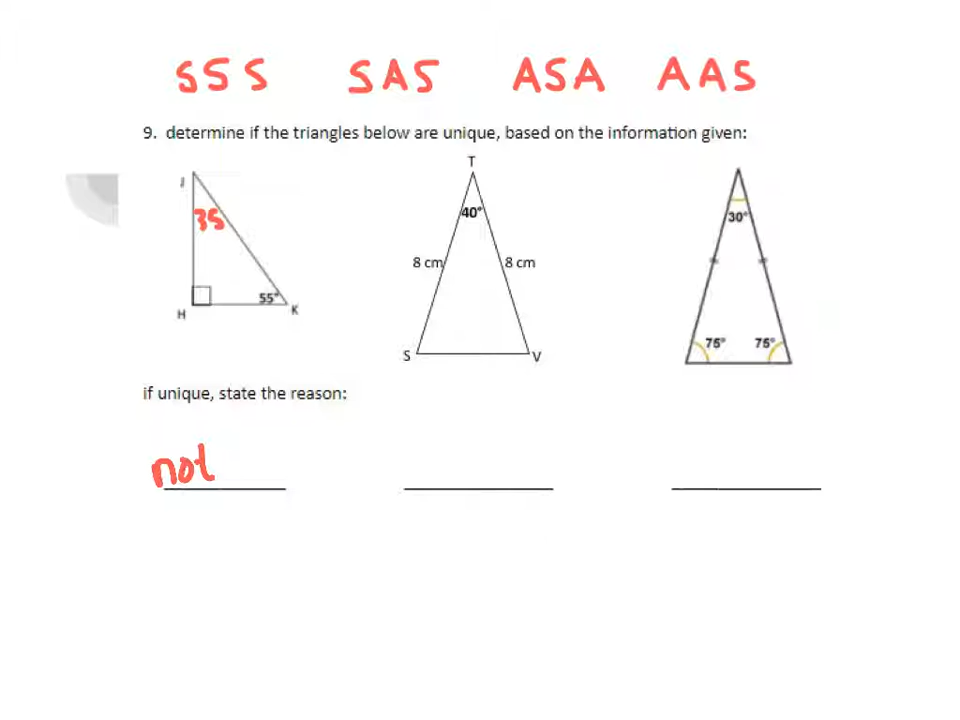 SSS SAS ASA AAS
9. determine if the triangles below are unique, based on the information given:
T
J
35
40°
30°
8 cm
8 cm
55°
K
H
75°
75°
S
V
if unique, state the reason:
not